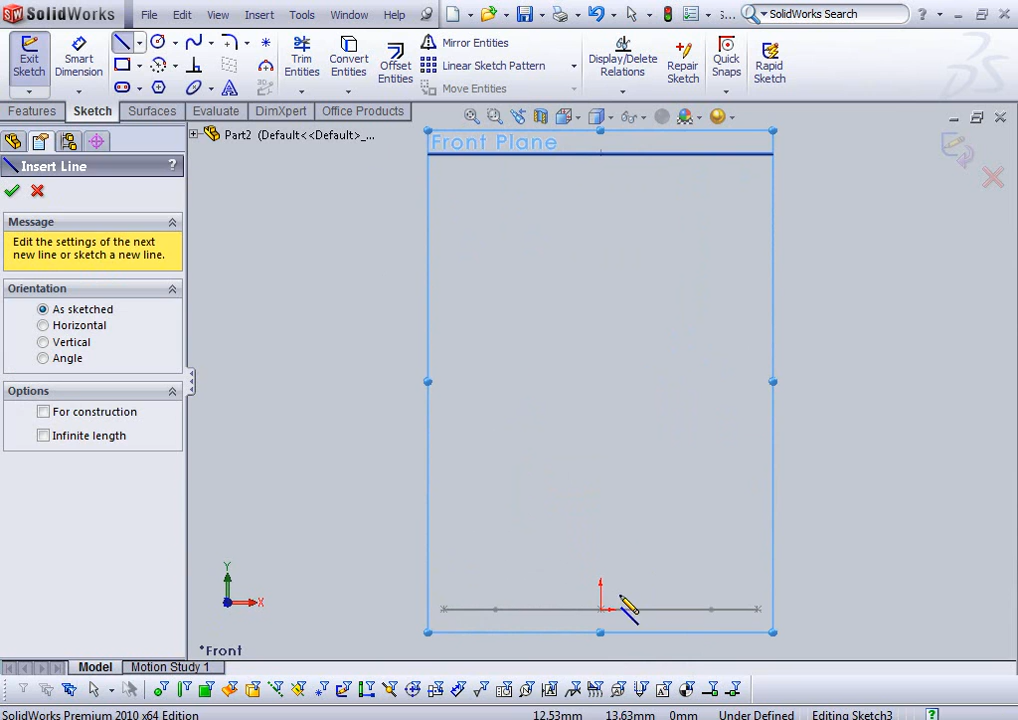 SolidWorks File Edit View Insert Tools Window Help S... SolidWorks Search
Exit Sketch
Smart Dimension
Trim Entities
Convert Entities
Offset Entities
Mirror Entities
Linear Sketch Pattern
Move Entities
Display/Delete Relations
Repair Sketch
Quick Snaps
Rapid Sketch
Features Sketch Surfaces Evaluate DimXpert Office Products
Part2 (Default<<Default>_...
Front Plane
Insert Line ?
Message
Edit the settings of the next
new line or sketch a new line.
Orientation
As sketched
Horizontal
Vertical
Angle
Options
For construction
Infinite length
Y
X
*Front
Model Motion Study 1
SolidWorks Premium 2010 x64 Edition 12.53mm 13.63mm 0mm Under Defined Editing Sketch3 ?